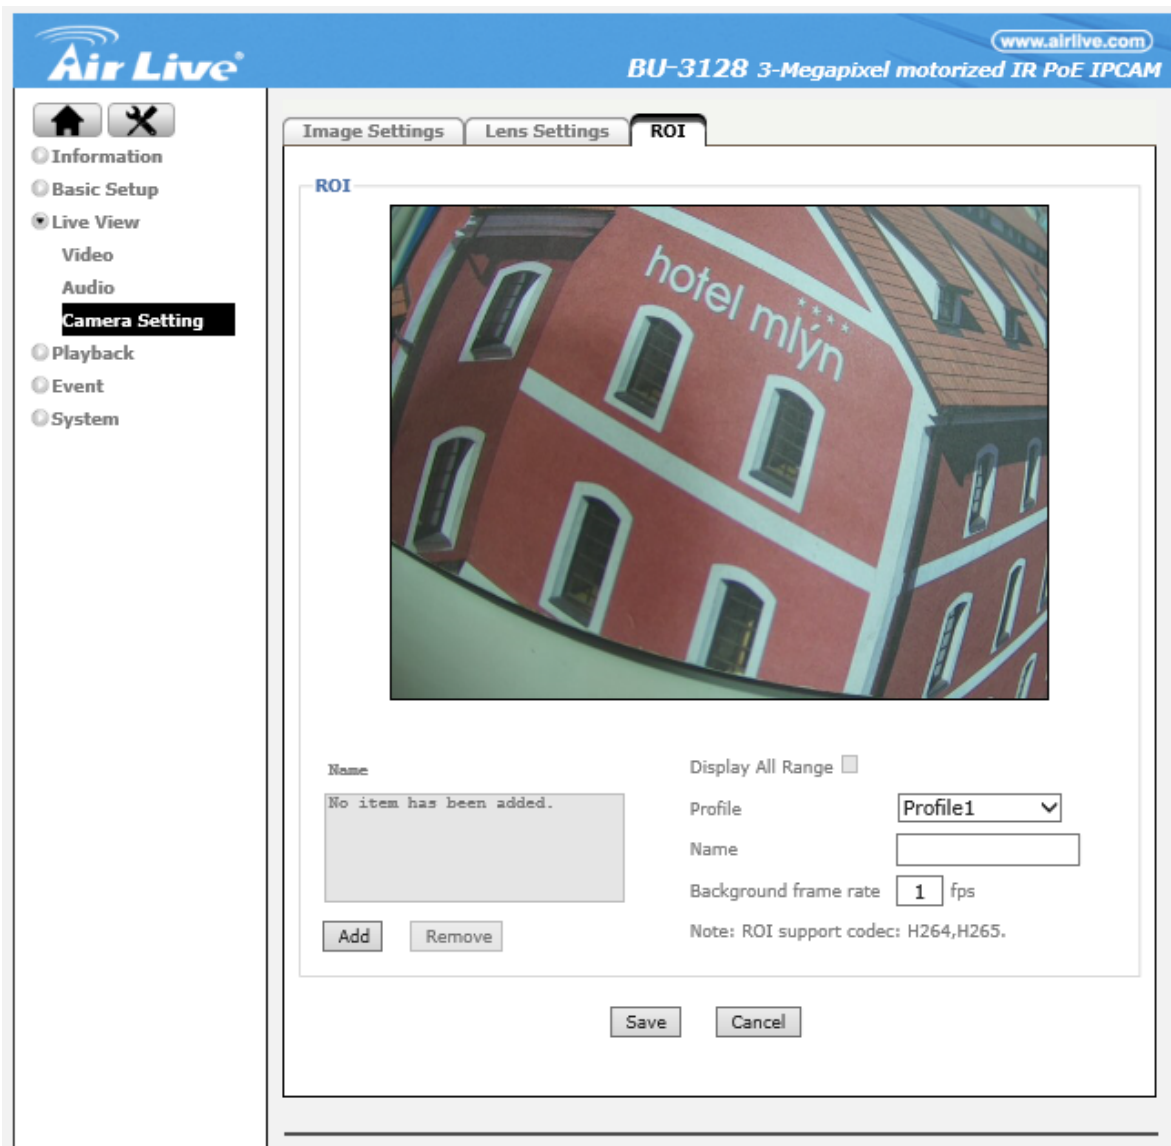 Air Live®
www.airlive.com
BU-3128 3-Megapixel motorized IR PoE IPCAM
Information
Basic Setup
Live View
Video
Audio
Camera Setting
Playback
Event
System
Image Settings
Lens Settings
ROI
ROI
hotel mlýn
****
Name
No item has been added.
Add
Remove
Display All Range
Profile
Profile1
Name
Background frame rate 1 fps
Note: ROI support codec: H264,H265.
Save
Cancel